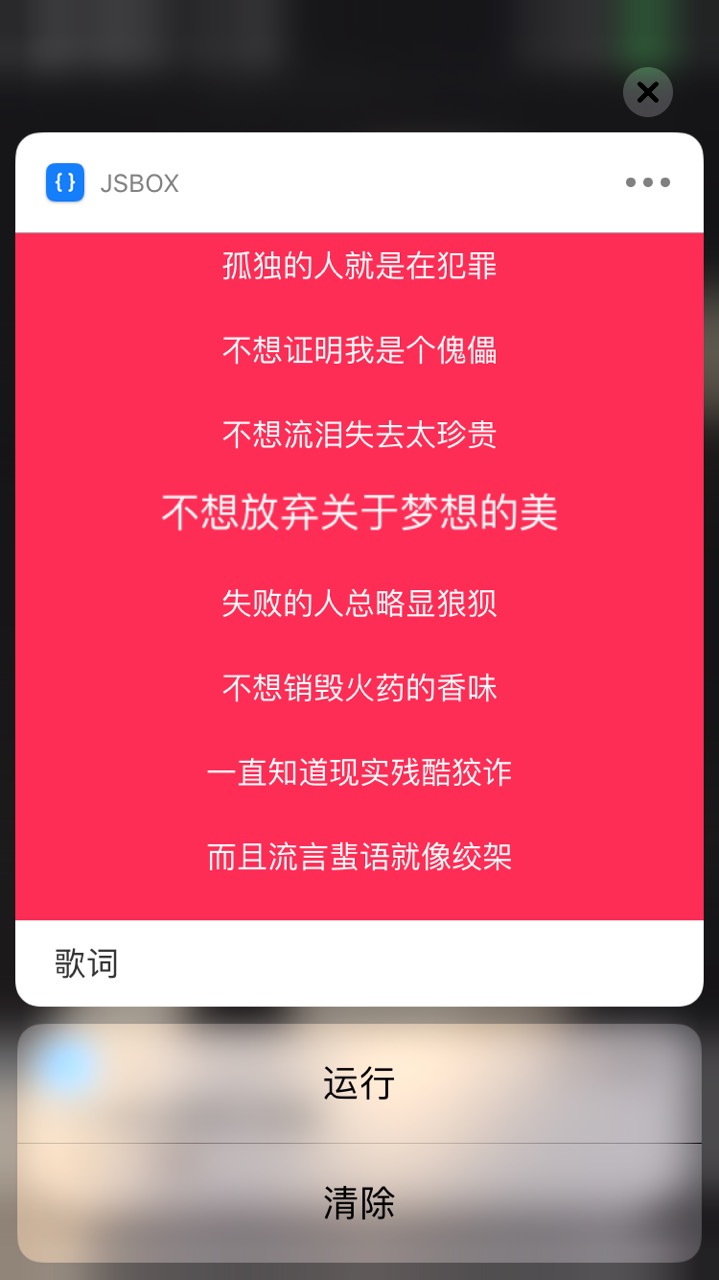 JSBOX
孤独的人就是在犯罪
不想证明我是个傀儡
不想流泪失去太珍贵
不想放弃关于梦想的美
失败的人总略显狼狈
不想销毁火药的香味
一直知道现实残酷狡诈
而且流言蜚语就像绞架
歌词
运行
清除